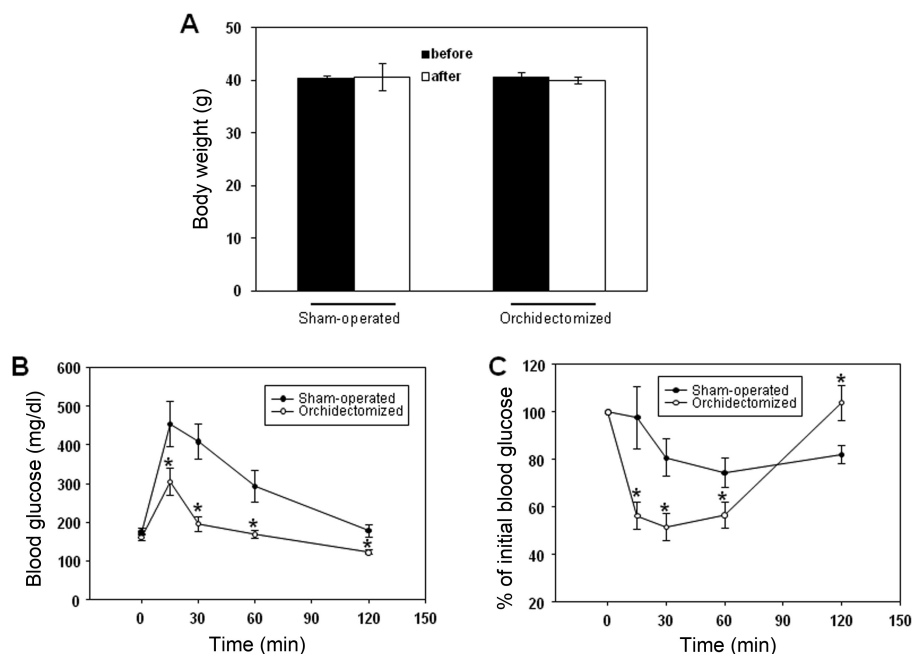 A
Body weight (g)
50
40
30
20
10
0
before
after
Sham-operated
Orchidectomized
B
Blood glucose (mg/dl)
600
500
400
300
200
100
0
Sham-operated
Orchidectomized
*
*
*
*
0
30
60
90
120
150
Time (min)
C
% of initial blood glucose
120
100
80
60
40
20
Sham-operated
Orchidectomized
*
*
*
*
0
30
60
90
120
150
Time (min)